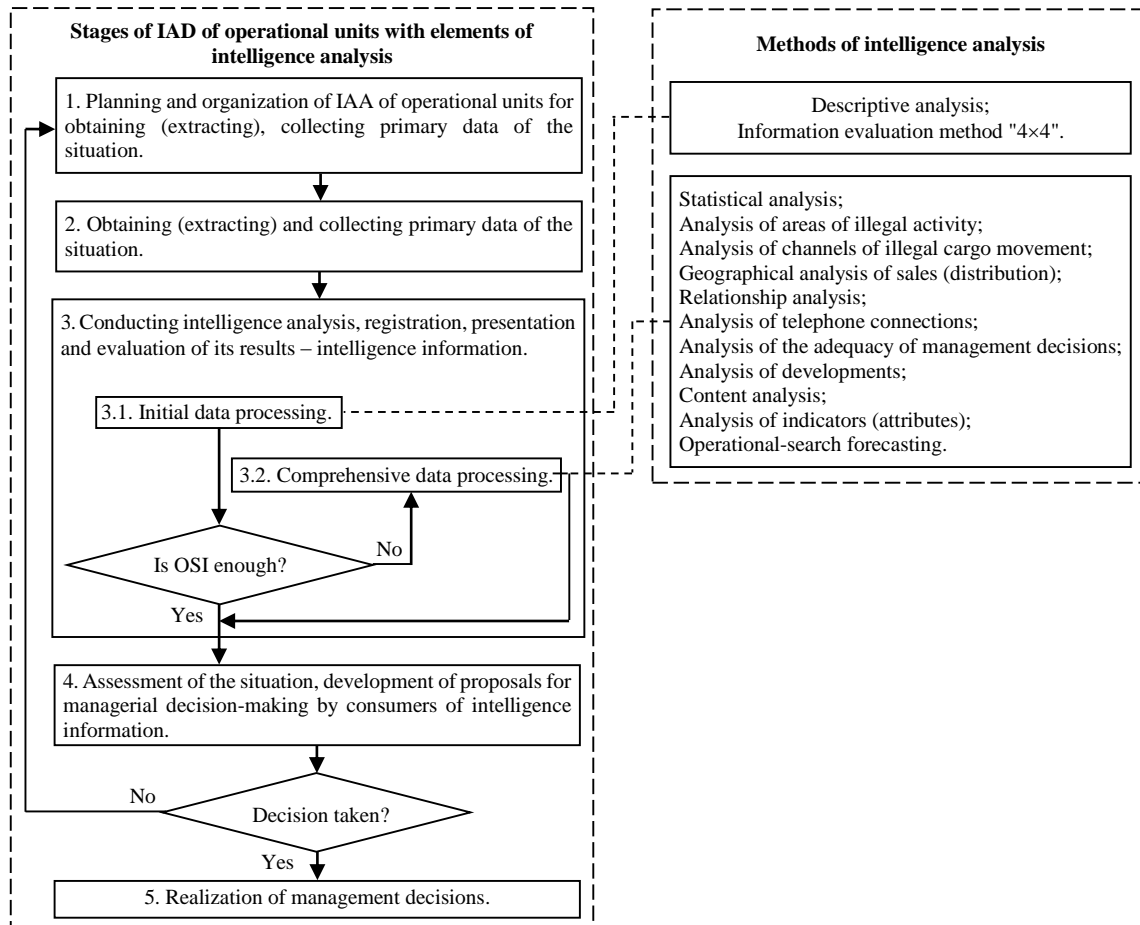 Stages of IAD of operational units with elements of
intelligence analysis
1. Planning and organization of IAA of operational units for
obtaining (extracting), collecting primary data of the
situation.
2. Obtaining (extracting) and collecting primary data of the
situation.
3. Conducting intelligence analysis, registration, presentation
and evaluation of its results – intelligence information.
3.1. Initial data processing.
3.2. Comprehensive data processing.
Is OSI enough?
No
Yes
4. Assessment of the situation, development of proposals for
managerial decision-making by consumers of intelligence
information.
No
Decision taken?
Yes
5. Realization of management decisions.
Methods of intelligence analysis
Descriptive analysis;
Information evaluation method "4×4".
Statistical analysis;
Analysis of areas of illegal activity;
Analysis of channels of illegal cargo movement;
Geographical analysis of sales (distribution);
Relationship analysis;
Analysis of telephone connections;
Analysis of the adequacy of management decisions;
Analysis of developments;
Content analysis;
Analysis of indicators (attributes);
Operational-search forecasting.